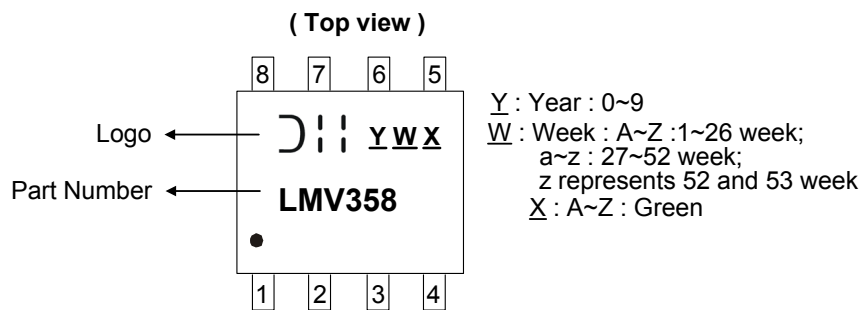 ( Top view )
8 7 6 5
Logo
Y W X
Part Number
LMV358
1 2 3 4
Y : Year : 0~9
W : Week : A~Z :1~26 week;
a~z : 27~52 week;
z represents 52 and 53 week
X : A~Z : Green